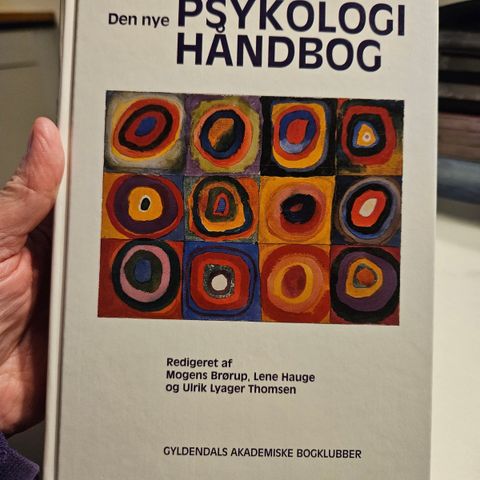 Den nye PSYKOLOGI
HÅNDBOG
Redigeret af
Mogens Brørup, Lene Hauge
og Ulrik Lyager Thomsen
GYLDENDALS AKADEMISKE BOGKLUBBER